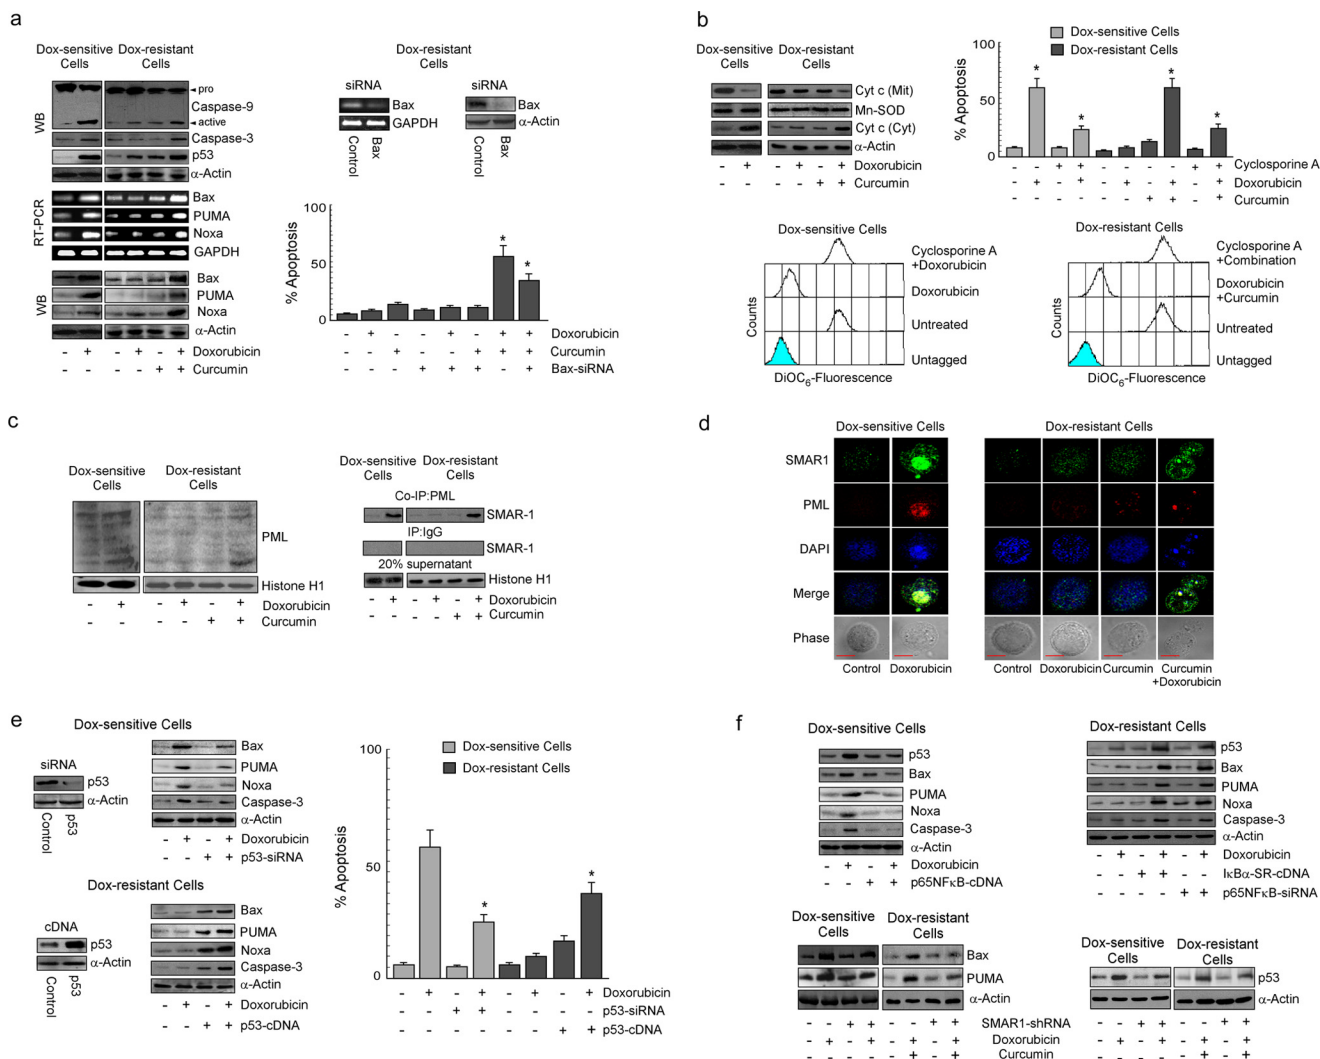 a
Dox-sensitive Cells
Dox-resistant Cells
WB
pro
Caspase-9
active
Caspase-3
p53
α-Actin
RT-PCR
Bax
PUMA
Noxa
GAPDH
WB
Bax
PUMA
Noxa
α-Actin
- + - + - + Doxorubicin
- - - - + + Curcumin
Dox-resistant Cells
siRNA
Bax
GAPDH
Control
Bax
siRNA
Bax
α-Actin
Control
Bax
% Apoptosis
100
50
0
Doxorubicin
Curcumin
Bax-siRNA
b
Dox-sensitive Cells
Dox-resistant Cells
Cyt c (Mit)
Mn-SOD
Cyt c (Cyt)
α-Actin
- + - + - + Doxorubicin
- - - - + + Curcumin
Dox-sensitive Cells
Dox-resistant Cells
% Apoptosis
100
50
0
* * * *
Cyclosporine A
Doxorubicin
Curcumin
Dox-sensitive Cells
Counts
Cyclosporine A
+Doxorubicin
Doxorubicin
Untreated
Untagged
DiOC6-Fluorescence
Dox-resistant Cells
Counts
Cyclosporine A
+Combination
Doxorubicin
+Curcumin
Untreated
Untagged
DiOC6-Fluorescence
c
Dox-sensitive Cells
Dox-resistant Cells
PML
Histone H1
- + - + - + Doxorubicin
- - - - + + Curcumin
Dox-sensitive Cells
Dox-resistant Cells
Co-IP:PML
SMAR-1
IP:IgG
SMAR-1
20% supernatant
Histone H1
- + - + - + Doxorubicin
- - - - + + Curcumin
d
Dox-sensitive Cells
Dox-resistant Cells
SMAR1
PML
DAPI
Merge
Phase
Control
Doxorubicin
Control
Doxorubicin
Curcumin
Curcumin
+Doxorubicin
e
Dox-sensitive Cells
siRNA
p53
α-Actin
Control
p53
Bax
PUMA
Noxa
Caspase-3
α-Actin
- + - + Doxorubicin
- - + + p53-siRNA
Dox-resistant Cells
cDNA
p53
α-Actin
Control
p53
Bax
PUMA
Noxa
Caspase-3
α-Actin
- + - + Doxorubicin
- - + + p53-cDNA
Dox-sensitive Cells
Dox-resistant Cells
% Apoptosis
100
50
0
* *
- + - + - + - + Doxorubicin
- - + + - - - - p53-siRNA
- - - - - - + + p53-cDNA
f
Dox-sensitive Cells
p53
Bax
PUMA
Noxa
Caspase-3
α-Actin
- + - + Doxorubicin
- - + + p65NFκB-cDNA
Dox-resistant Cells
p53
Bax
PUMA
Noxa
Caspase-3
α-Actin
- + - + - + Doxorubicin
- - + + - - IκBα-SR-cDNA
- - - - + + p65NFκB-siRNA
Dox-sensitive Cells
Dox-resistant Cells
Bax
PUMA
α-Actin
SMAR1-shRNA
Doxorubicin
Curcumin
Dox-sensitive Cells
Dox-resistant Cells
p53
α-Actin